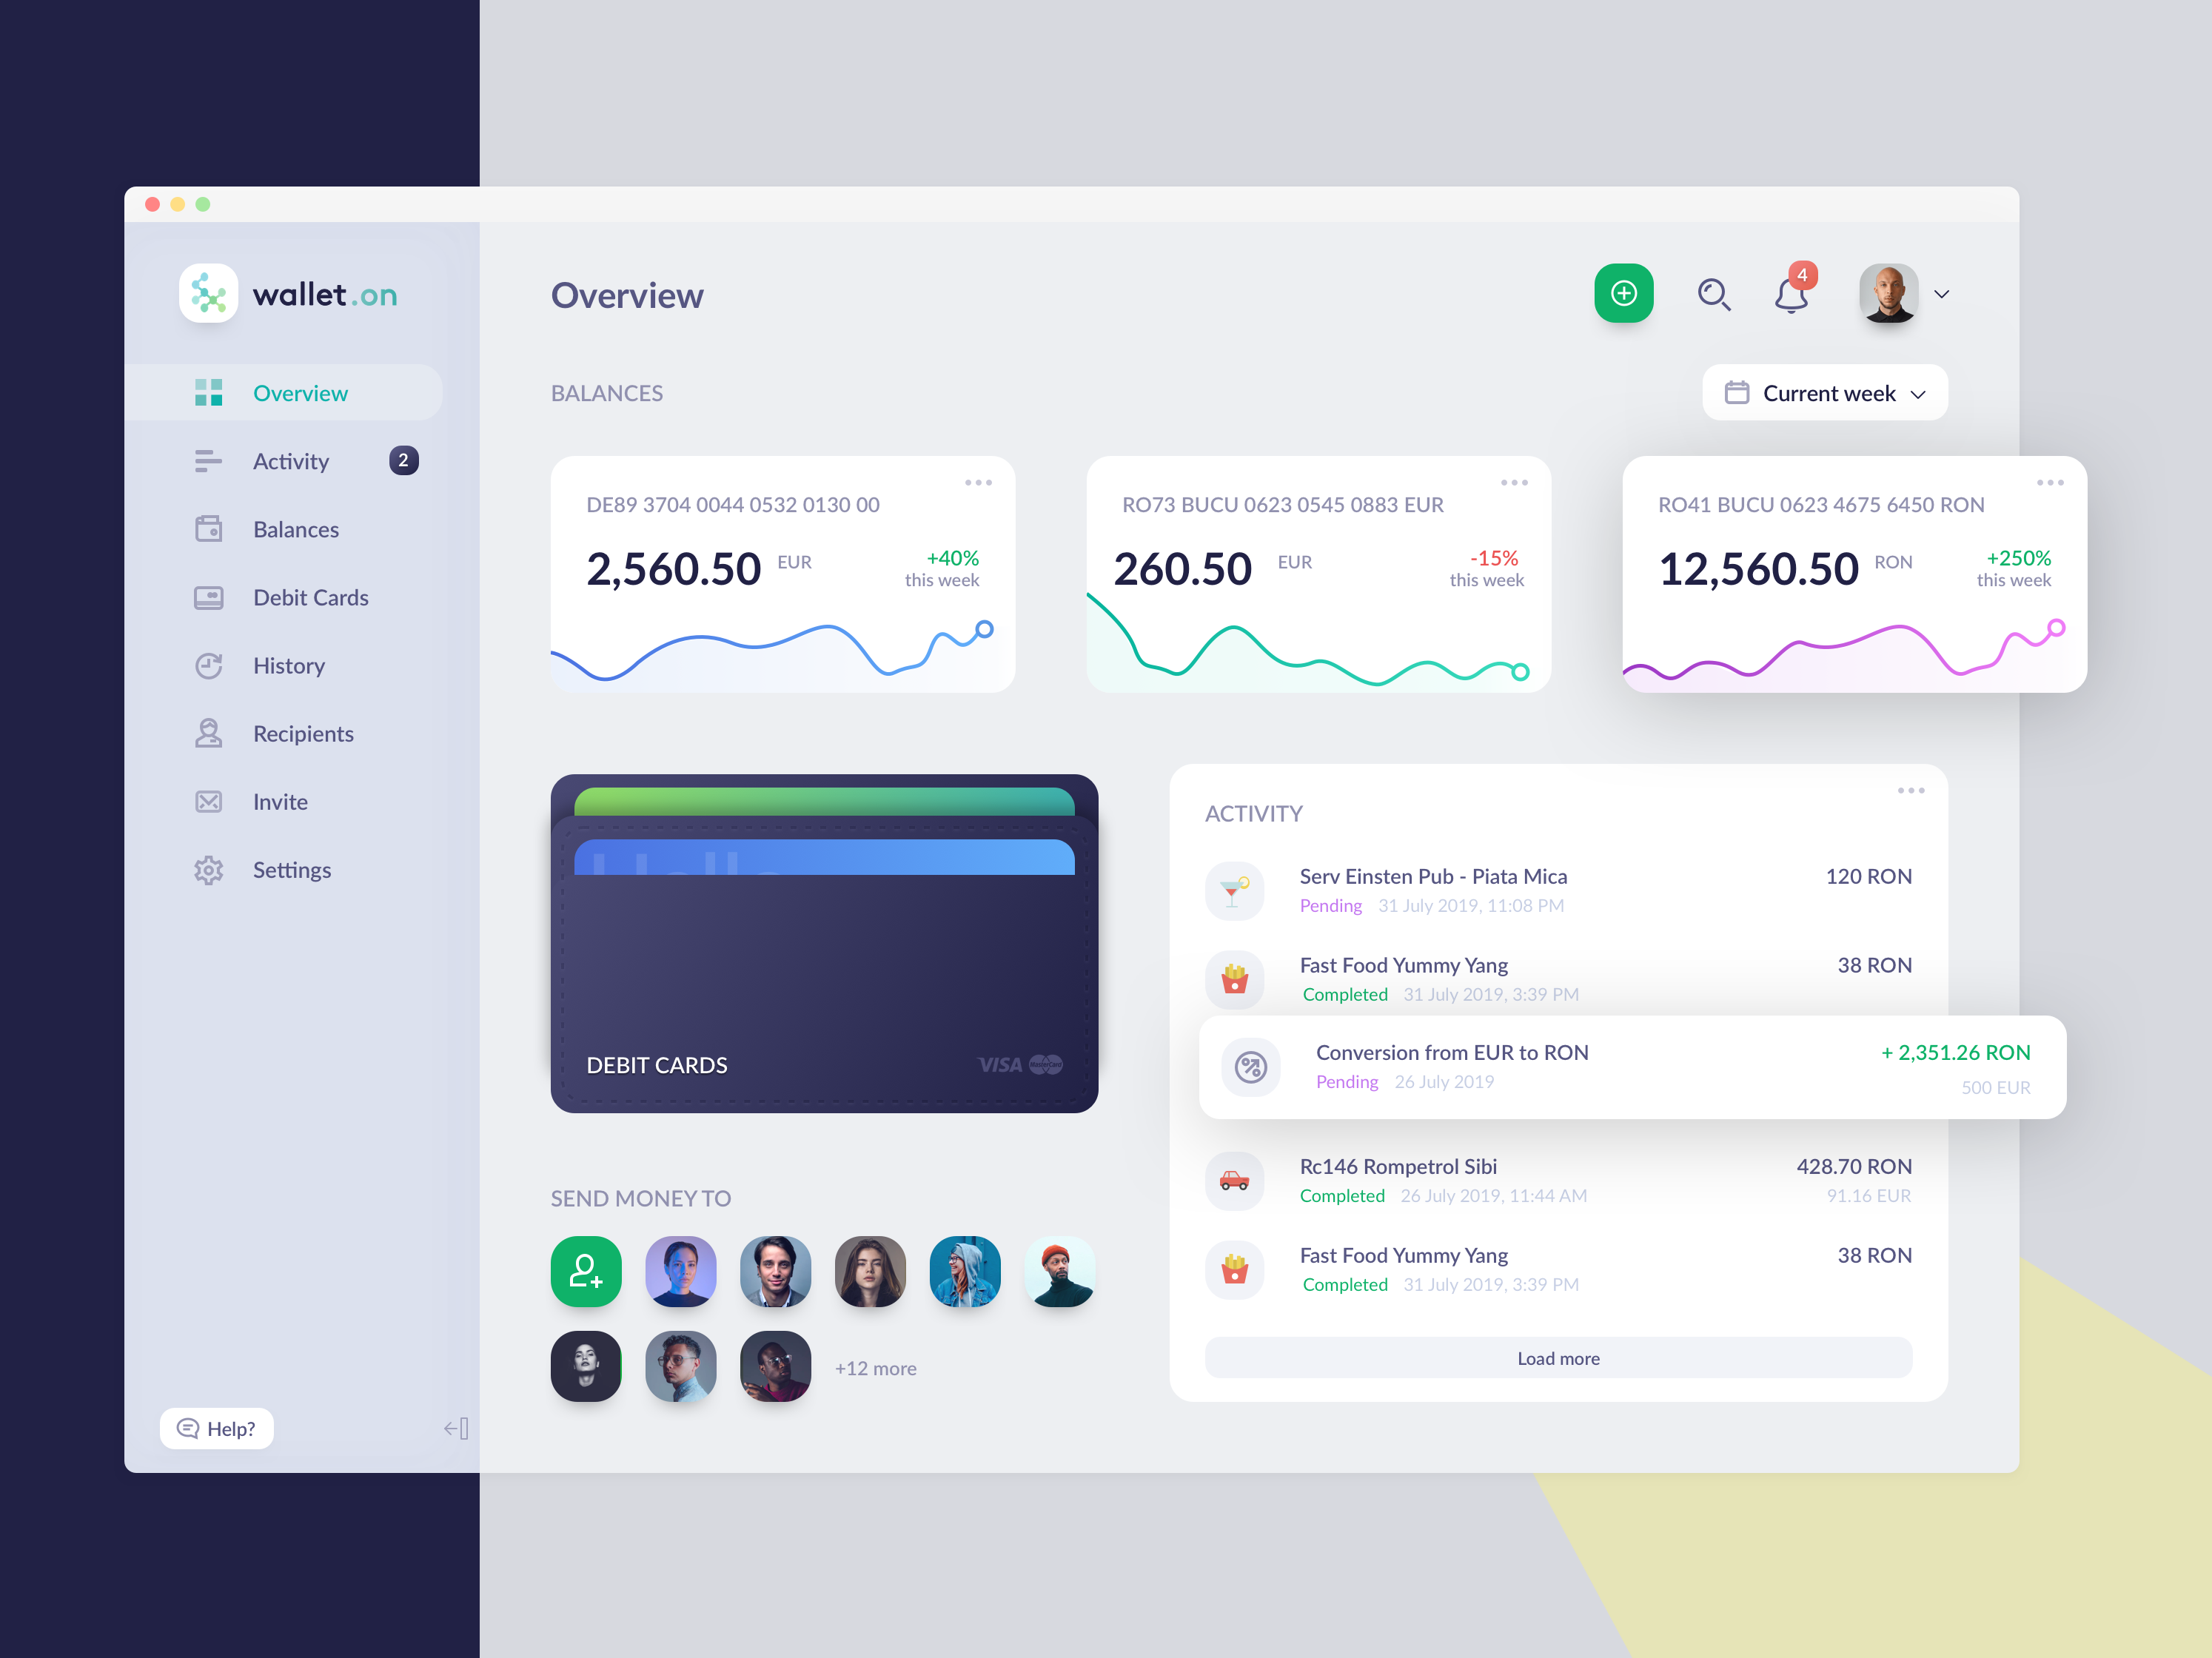 wallet.on
Overview
Activity
2
Balances
Debit Cards
History
Recipients
Invite
Settings
Help?
Overview
4
BALANCES
Current week
DE89 3704 0044 0532 0130 00
2,560.50 EUR
+40%
this week
RO73 BUCU 0623 0545 0883 EUR
260.50 EUR
-15%
this week
RO41 BUCU 0623 4675 6450 RON
12,560.50 RON
+250%
this week
DEBIT CARDS
VISA
SEND MONEY TO
+12 more
ACTIVITY
Serv Einsten Pub - Piata Mica 120 RON
Pending 31 July 2019, 11:08 PM
Fast Food Yummy Yang 38 RON
Completed 31 July 2019, 3:39 PM
Conversion from EUR to RON + 2,351.26 RON
Pending 26 July 2019 500 EUR
Rc146 Rompetrol Sibi 428.70 RON
Completed 26 July 2019, 11:44 AM 91.16 EUR
Fast Food Yummy Yang 38 RON
Completed 31 July 2019, 3:39 PM
Load more